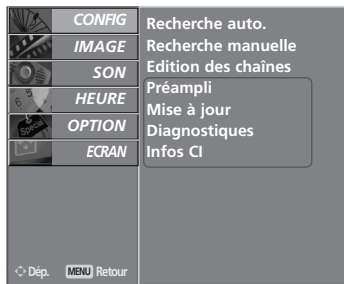 CONFIG
IMAGE
SON
HEURE
OPTION
ECRAN
Recherche auto.
Recherche manuelle
Edition des chaînes
Préampli
Mise à jour
Diagnostiques
Infos CI
Dép. MENU Retour